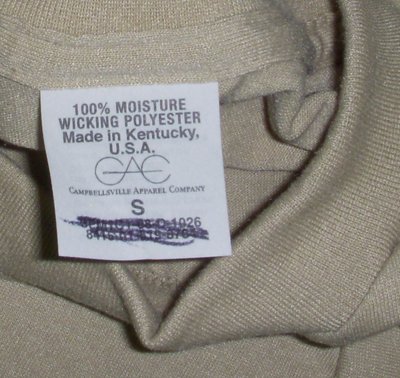 100% MOISTURE
WICKING POLYESTER
Made in Kentucky,
U.S.A.
CAC
CAMPBELLSVILLE APPAREL COMPANY
S